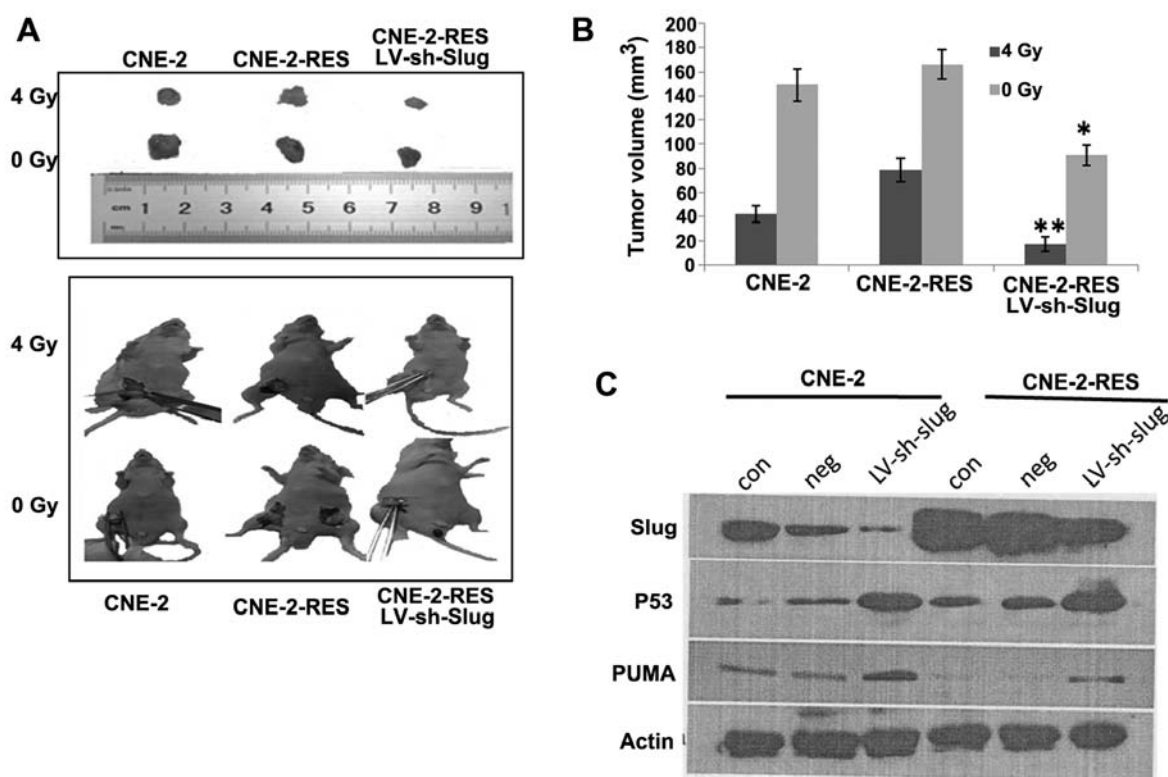 A
CNE-2
CNE-2-RES
CNE-2-RES
LV-sh-Slug
4 Gy
0 Gy
cm 1 2 3 4 5 6 7 8 9 1
4 Gy
0 Gy
CNE-2
CNE-2-RES
CNE-2-RES
LV-sh-Slug
B
Tumor volume (mm3)
200
180
160
140
120
100
80
60
40
20
0
4 Gy
0 Gy
*
**
CNE-2
CNE-2-RES
CNE-2-RES
LV-sh-Slug
C
CNE-2
CNE-2-RES
con
neg
LV-sh-slug
con
neg
LV-sh-slug
Slug
P53
PUMA
Actin